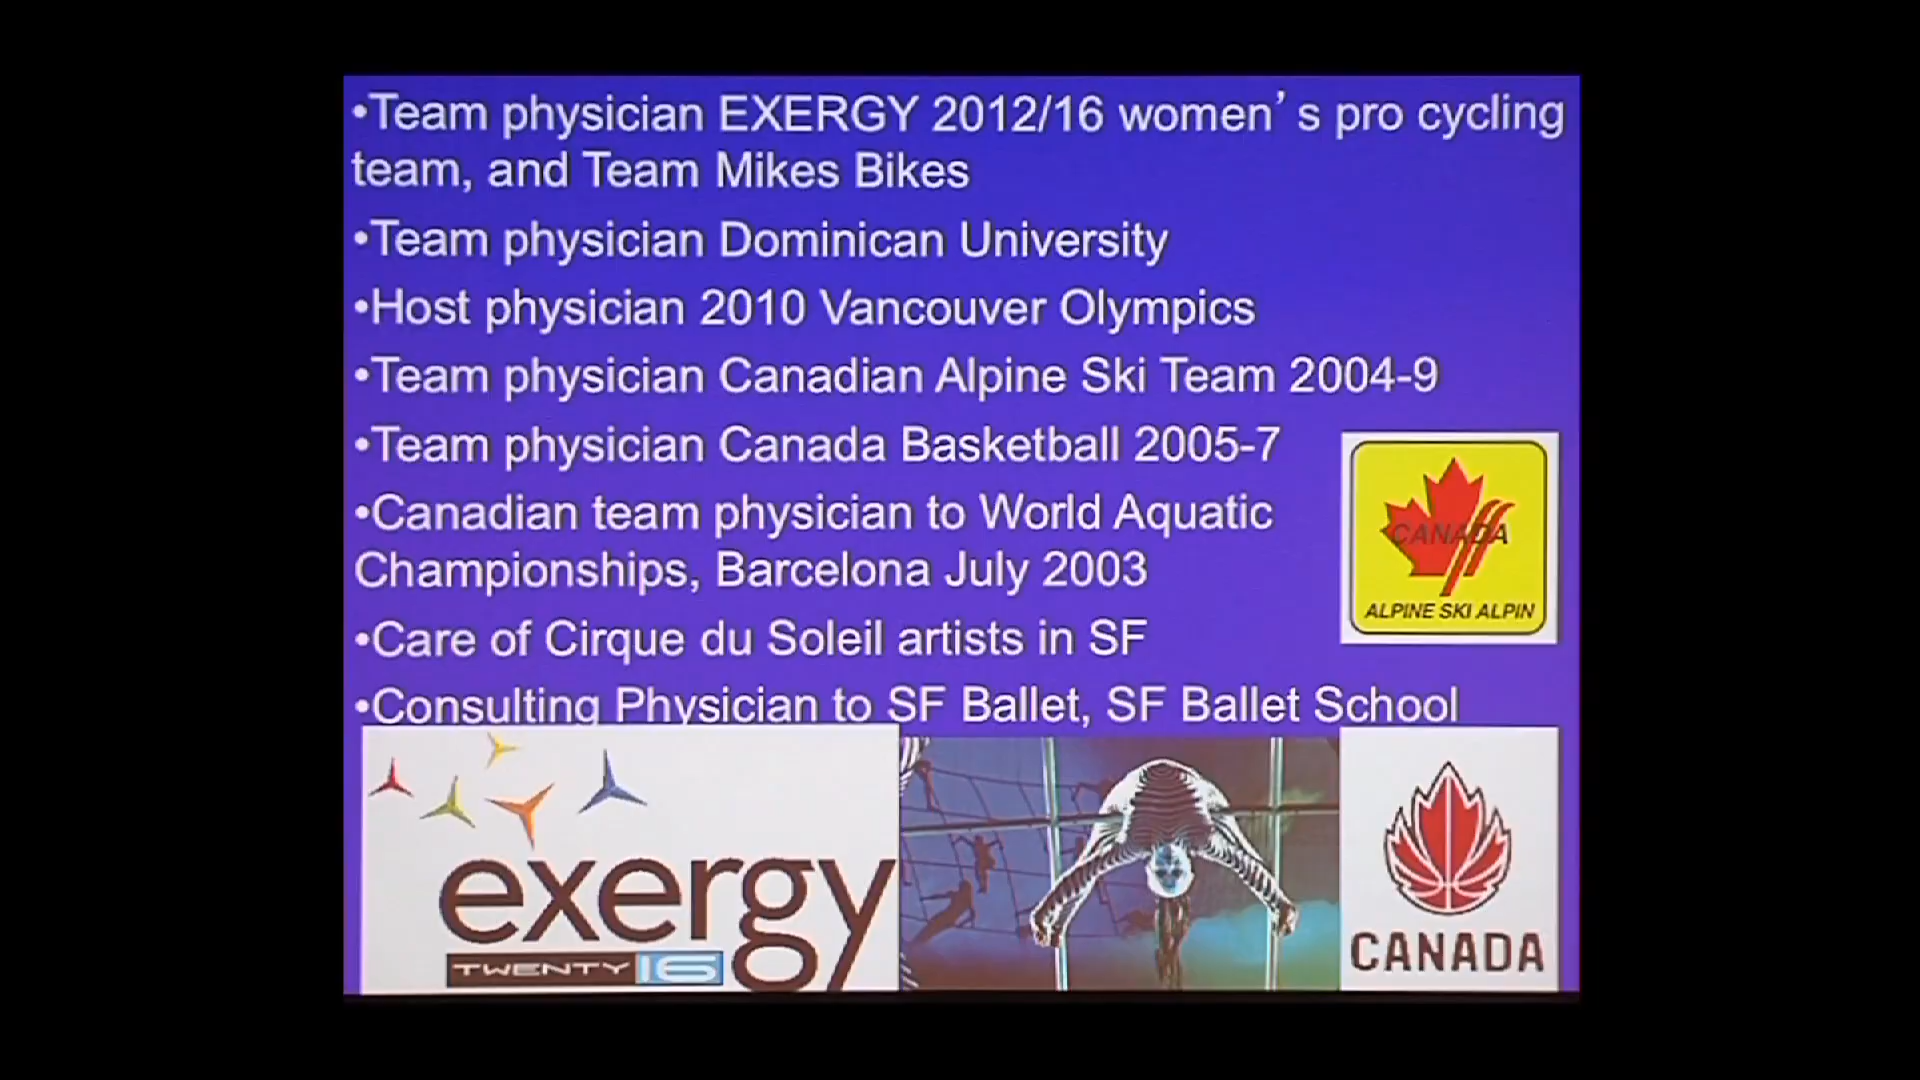 •Team physician EXERGY 2012/16 women’s pro cycling
team, and Team Mikes Bikes
•Team physician Dominican University
•Host physician 2010 Vancouver Olympics
•Team physician Canadian Alpine Ski Team 2004-9
•Team physician Canada Basketball 2005-7
•Canadian team physician to World Aquatic
Championships, Barcelona July 2003
•Care of Cirque du Soleil artists in SF
•Consulting Physician to SF Ballet, SF Ballet School
CANADA
ALPINE SKI ALPIN
exergy
TWENTY16
CANADA